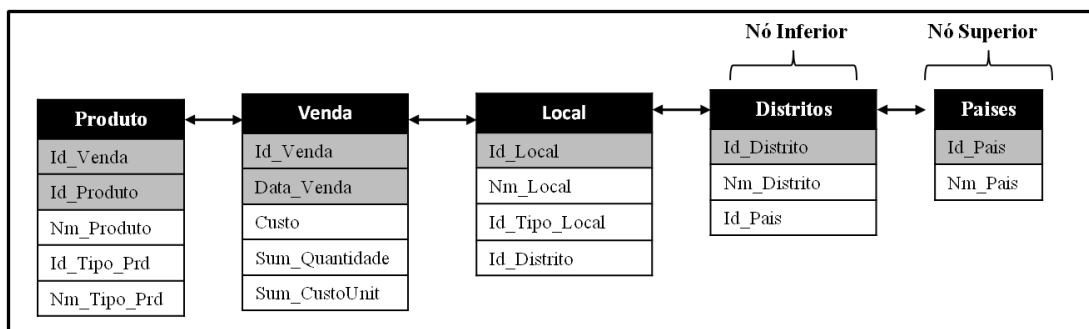 Nó Inferior
Nó Superior
Produto
Id_Venda
Id_Produto
Nm_Produto
Id_Tipo_Prd
Nm_Tipo_Prd
Venda
Id_Venda
Data_Venda
Custo
Sum_Quantidade
Sum_CustoUnit
Local
Id_Local
Nm_Local
Id_Tipo_Local
Id_Distrito
Distritos
Id_Distrito
Nm_Distrito
Id_Pais
Paises
Id_Pais
Nm_Pais